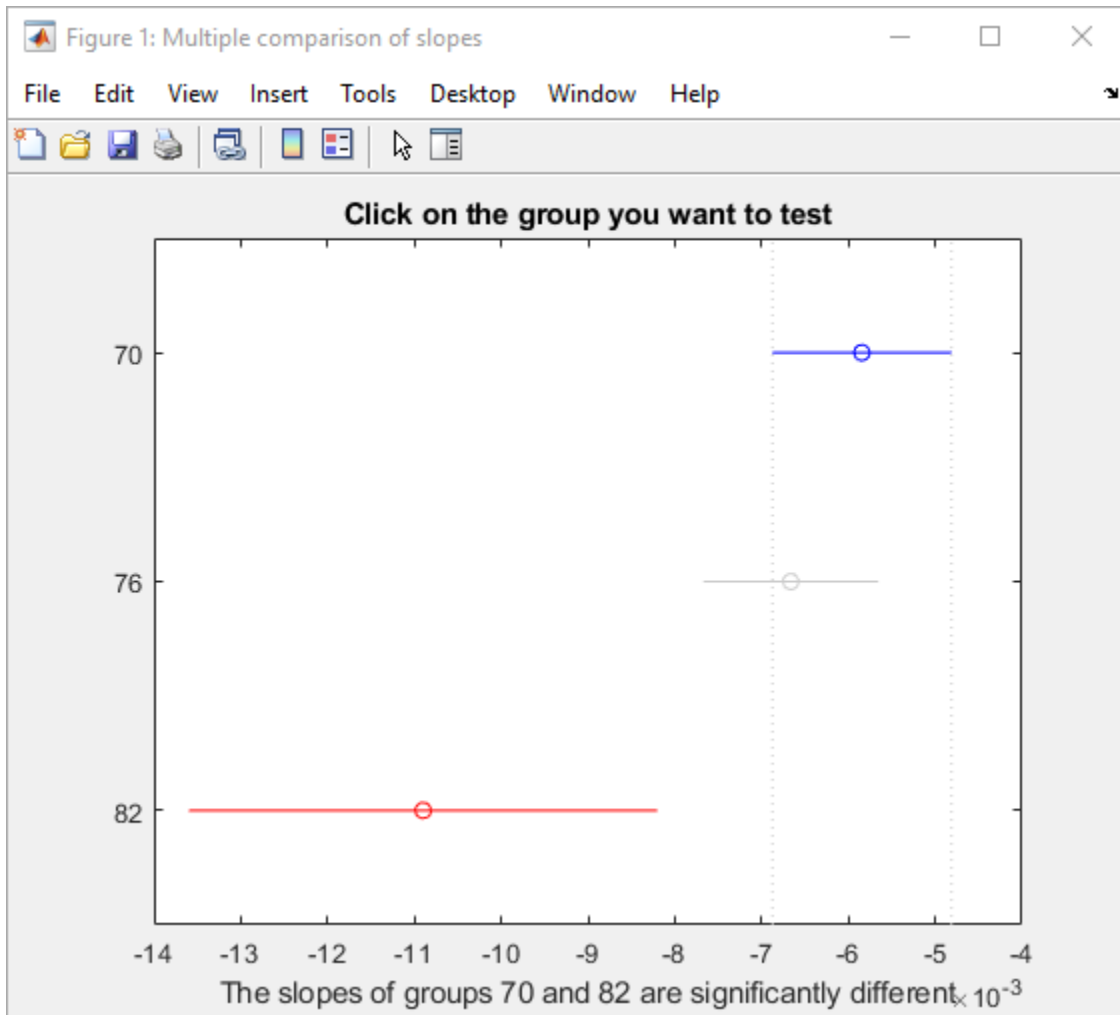 Figure 1: Multiple comparison of slopes
File Edit View Insert Tools Desktop Window Help
Click on the group you want to test
70
76
82
-14 -13 -12 -11 -10 -9 -8 -7 -6 -5 -4
The slopes of groups 70 and 82 are significantly different × 10⁻³